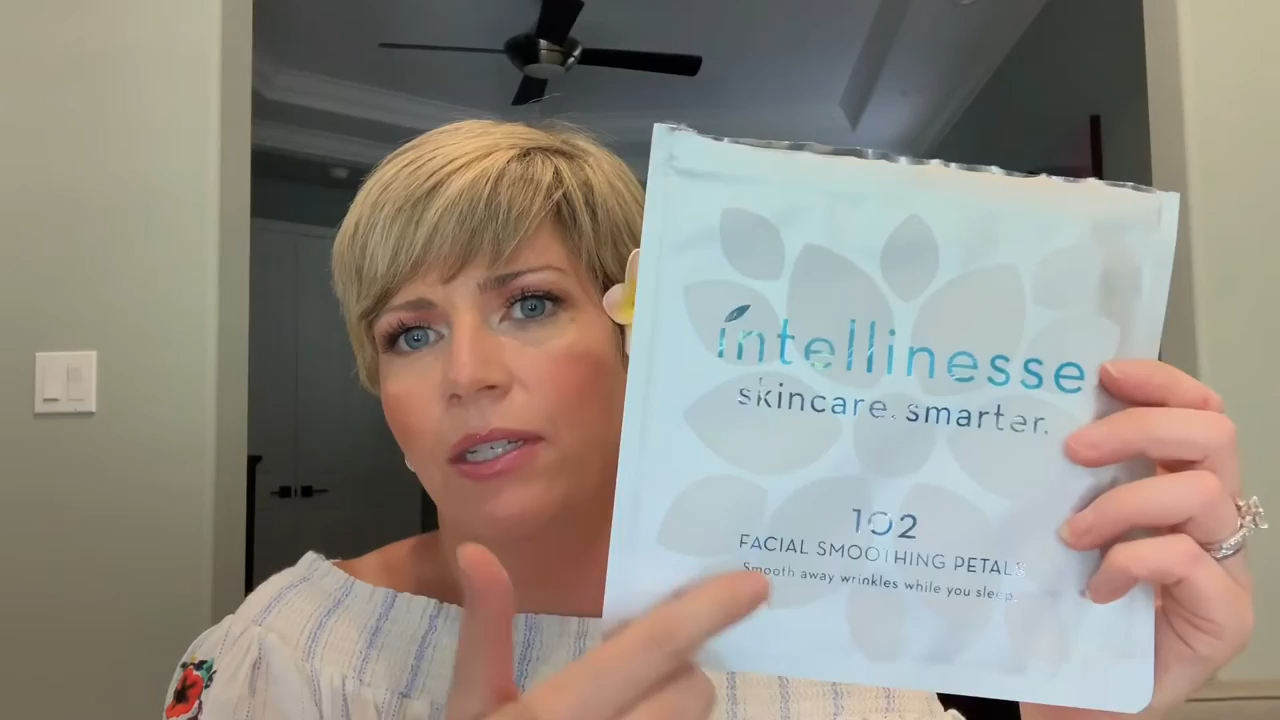 intellinesse
skincare.smarter.
102
FACIAL SMOOTHING PETALS
Smooth away wrinkles while you sleep.